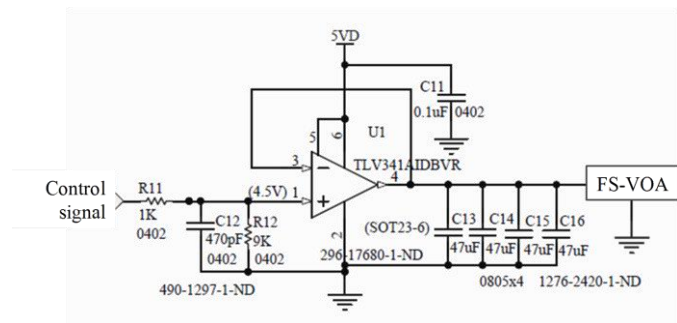 5VD
C11
0.1uF 0402
U1
5
6
3
TLV341AIDBVR
4
Control
signal
R11
1K
0402
(4.5V) 1
C12
470pF
0402
R12
9K
0402
2
(SOT23-6)
C13
47uF
C14
47uF
C15
47uF
C16
47uF
FS-VOA
296-17680-1-ND
490-1297-1-ND
0805x4
1276-2420-1-ND